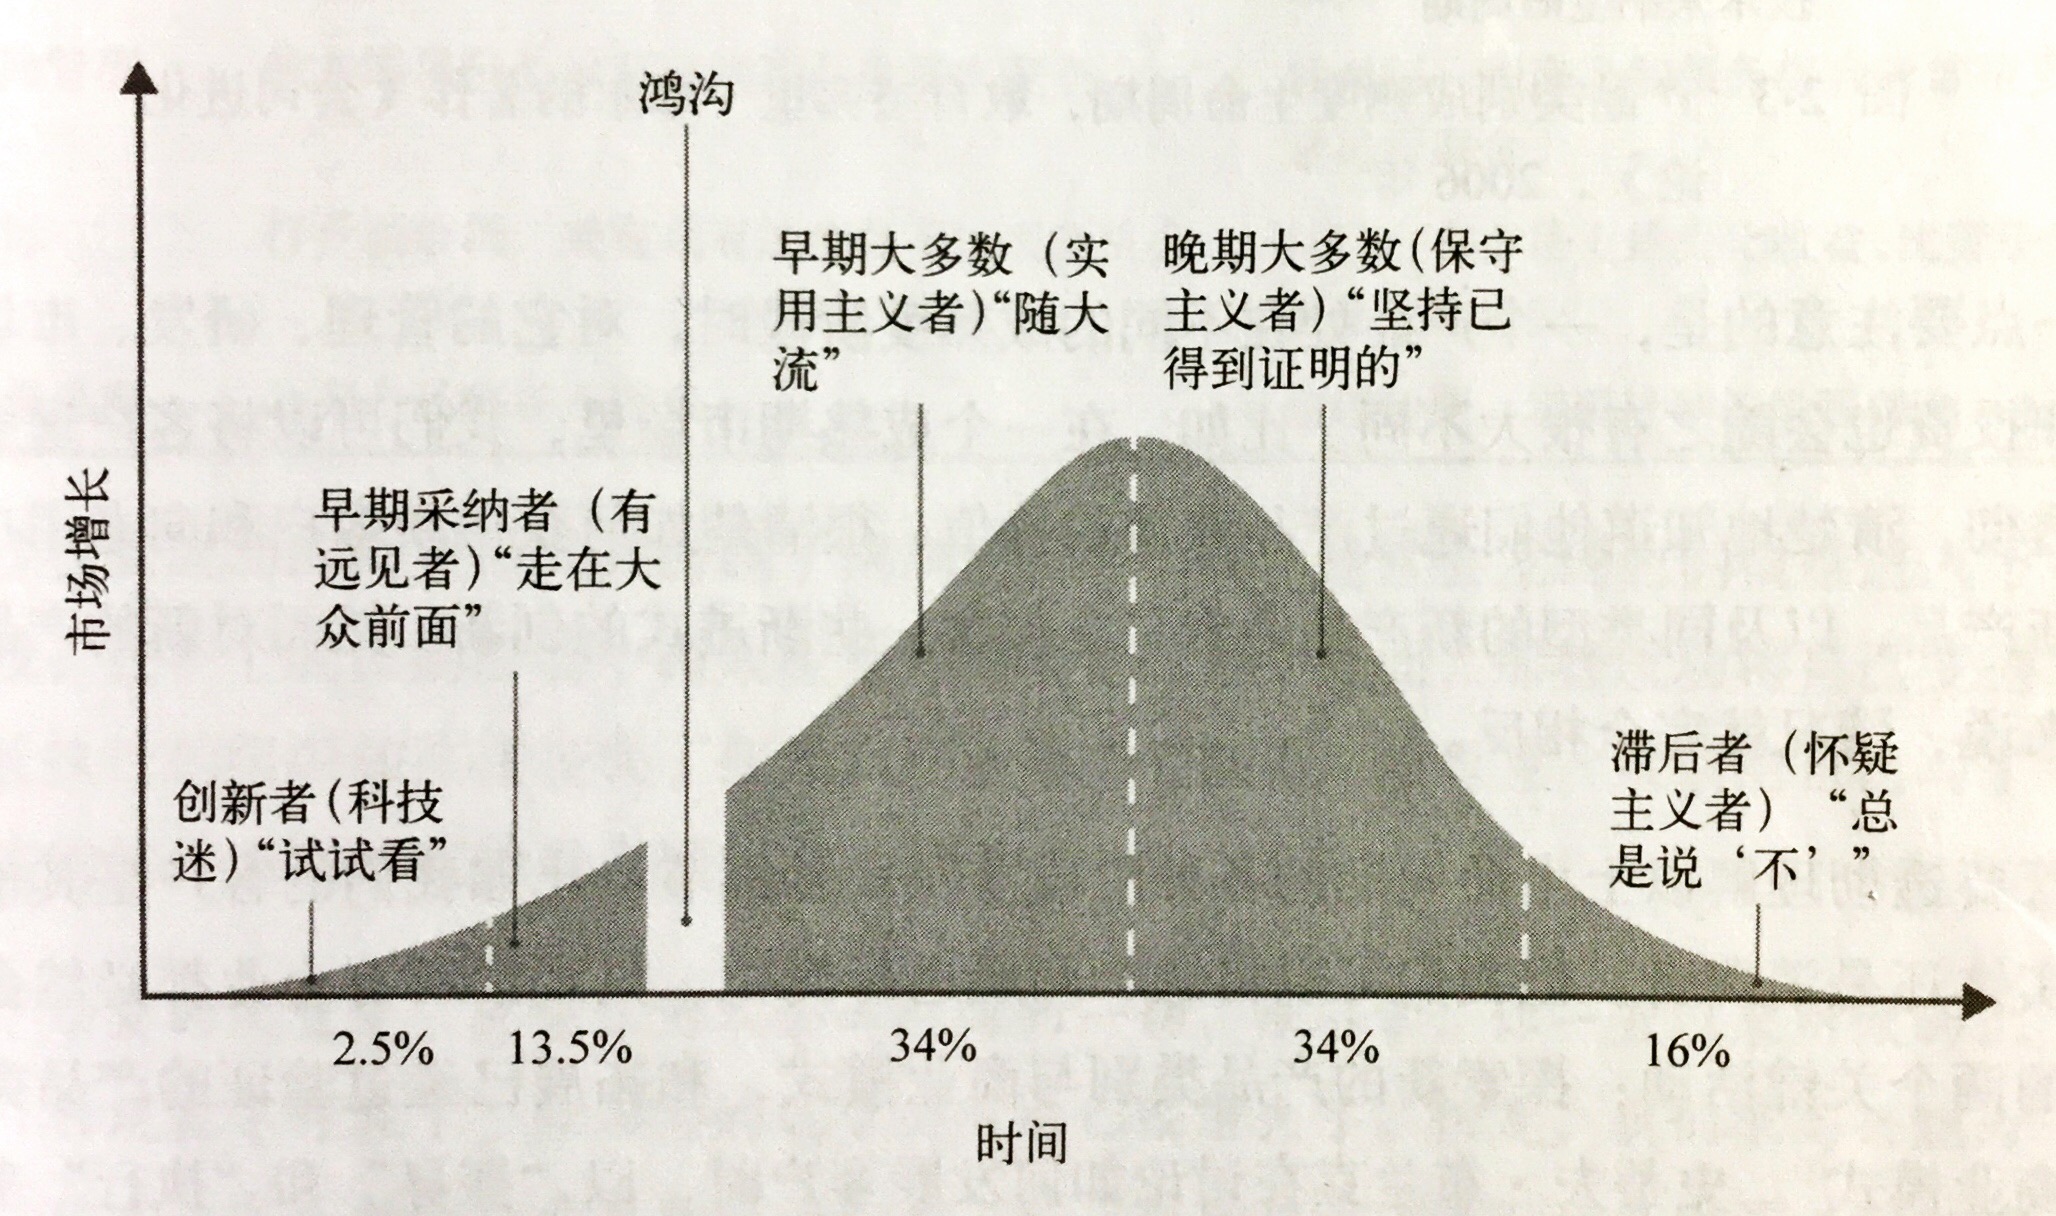 鸿沟
早期大多数（实
用主义者）“随大
流”
晚期大多数（保守
主义者）“坚持已
得到证明的”
早期采纳者（有
远见者）“走在大
众前面”
创新者（科技
迷）“试试看”
滞后者（怀疑
主义者）“总
是说‘不’”
市场增长
2.5%
13.5%
34%
34%
16%
时间